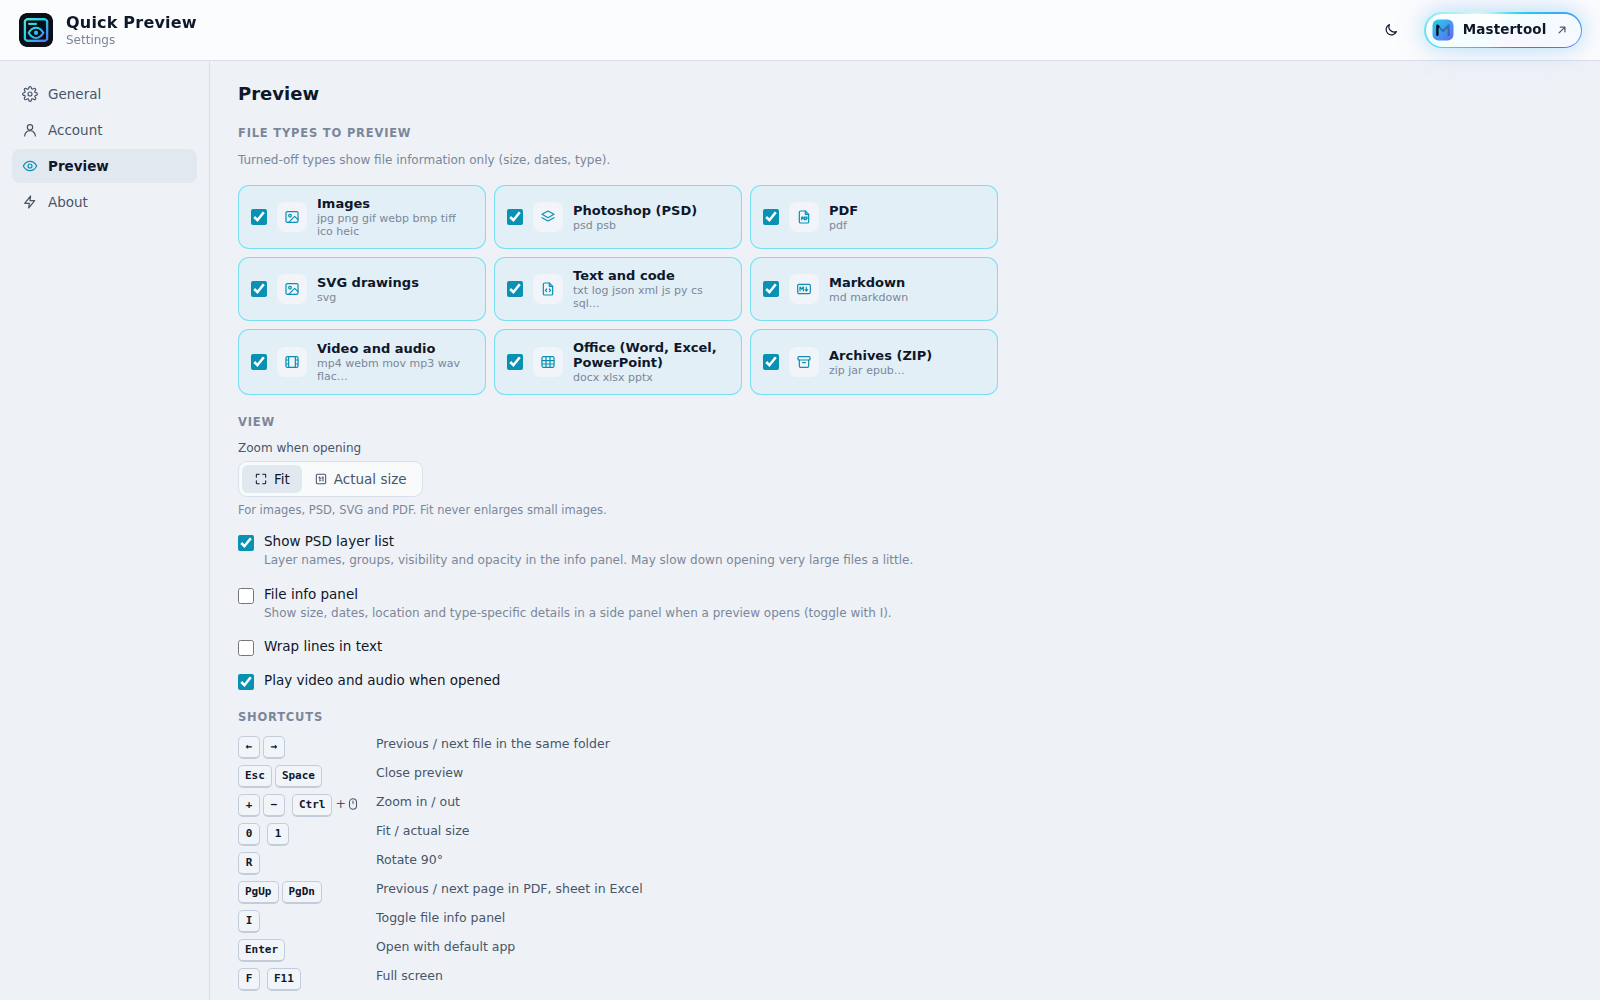 Quick Preview
Settings
Mastertool
General
Account
Preview
About
Preview
FILE TYPES TO PREVIEW
Turned-off types show file information only (size, dates, type).
Images
jpg png gif webp bmp tiff
ico heic
Photoshop (PSD)
psd psb
PDF
pdf
SVG drawings
svg
Text and code
txt log json xml js py cs
sql…
Markdown
md markdown
Video and audio
mp4 webm mov mp3 wav
flac…
Office (Word, Excel,
PowerPoint)
docx xlsx pptx
Archives (ZIP)
zip jar epub…
VIEW
Zoom when opening
Fit
Actual size
For images, PSD, SVG and PDF. Fit never enlarges small images.
Show PSD layer list
Layer names, groups, visibility and opacity in the info panel. May slow down opening very large files a little.
File info panel
Show size, dates, location and type-specific details in a side panel when a preview opens (toggle with I).
Wrap lines in text
Play video and audio when opened
SHORTCUTS
← → Previous / next file in the same folder
Esc Space Close preview
+ − Ctrl + Zoom in / out
0 1 Fit / actual size
R Rotate 90°
PgUp PgDn Previous / next page in PDF, sheet in Excel
I Toggle file info panel
Enter Open with default app
F F11 Full screen